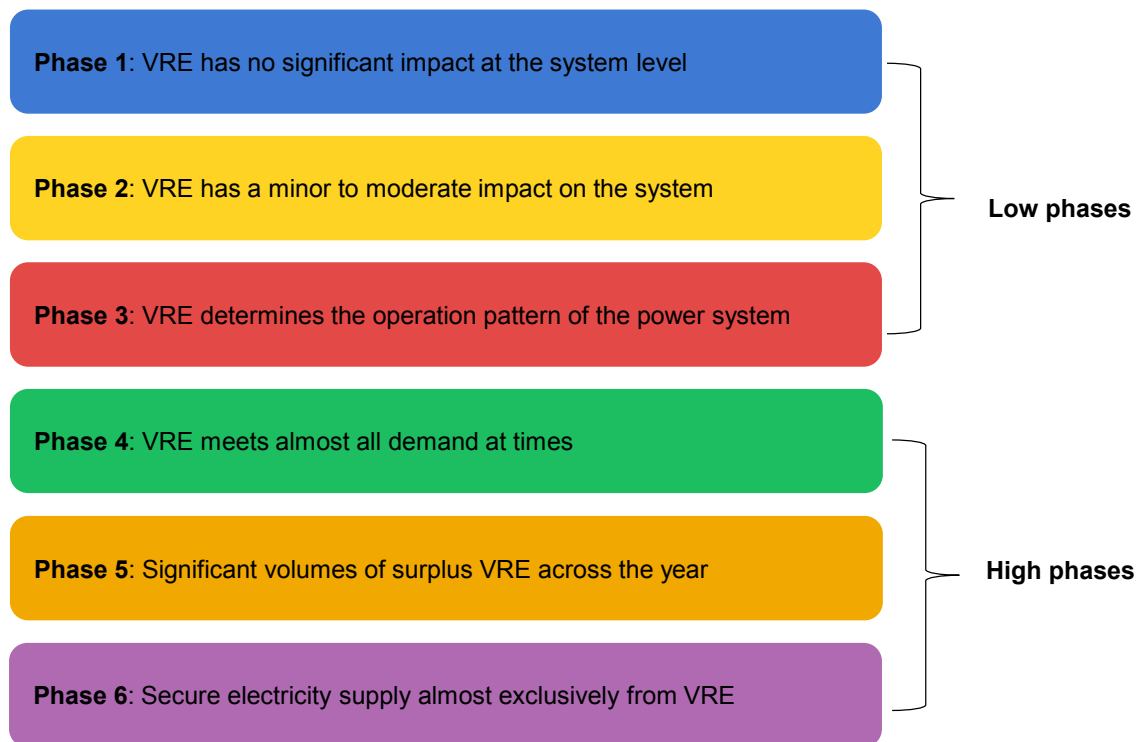 Phase 1: VRE has no significant impact at the system level
Phase 2: VRE has a minor to moderate impact on the system
Phase 3: VRE determines the operation pattern of the power system
Low phases
Phase 4: VRE meets almost all demand at times
Phase 5: Significant volumes of surplus VRE across the year
Phase 6: Secure electricity supply almost exclusively from VRE
High phases